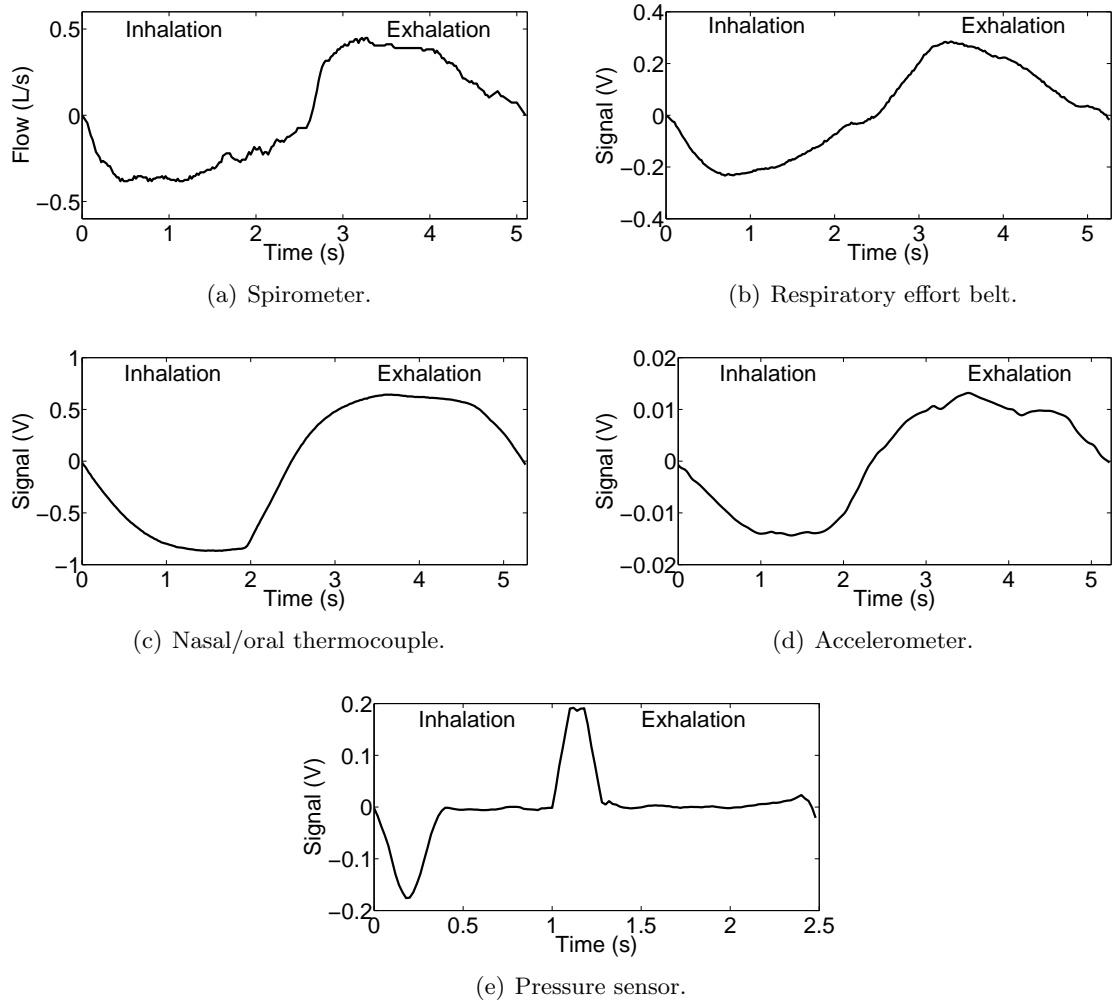 Inhalation Exhalation
0.5
0
−0.5
Flow (L/s)
0 1 2 3 4 5
Time (s)
(a) Spirometer.
Inhalation Exhalation
0.4
0.2
0
−0.2
−0.4
Signal (V)
0 1 2 3 4 5
Time (s)
(b) Respiratory effort belt.
Inhalation Exhalation
1
0.5
0
−0.5
−1
Signal (V)
0 1 2 3 4 5
Time (s)
(c) Nasal/oral thermocouple.
Inhalation Exhalation
0.02
0.01
0
−0.01
−0.02
Signal (V)
0 1 2 3 4 5
Time (s)
(d) Accelerometer.
Inhalation Exhalation
0.2
0.1
0
−0.1
−0.2
Signal (V)
0 0.5 1 1.5 2 2.5
Time (s)
(e) Pressure sensor.